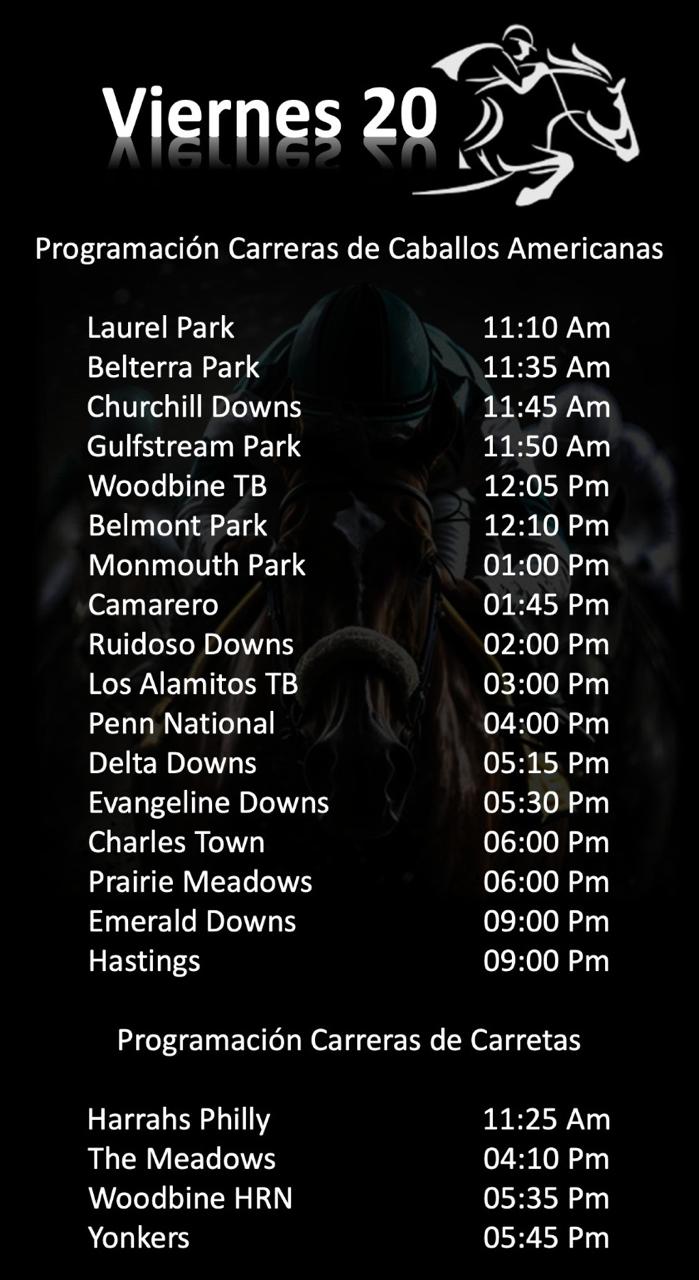 Viernes 20
Programación Carreras de Caballos Americanas
Laurel Park 11:10 Am
Belterra Park 11:35 Am
Churchill Downs 11:45 Am
Gulfstream Park 11:50 Am
Woodbine TB 12:05 Pm
Belmont Park 12:10 Pm
Monmouth Park 01:00 Pm
Camarero 01:45 Pm
Ruidoso Downs 02:00 Pm
Los Alamitos TB 03:00 Pm
Penn National 04:00 Pm
Delta Downs 05:15 Pm
Evangeline Downs 05:30 Pm
Charles Town 06:00 Pm
Prairie Meadows 06:00 Pm
Emerald Downs 09:00 Pm
Hastings 09:00 Pm
Programación Carreras de Carretas
Harrahs Philly 11:25 Am
The Meadows 04:10 Pm
Woodbine HRN 05:35 Pm
Yonkers 05:45 Pm